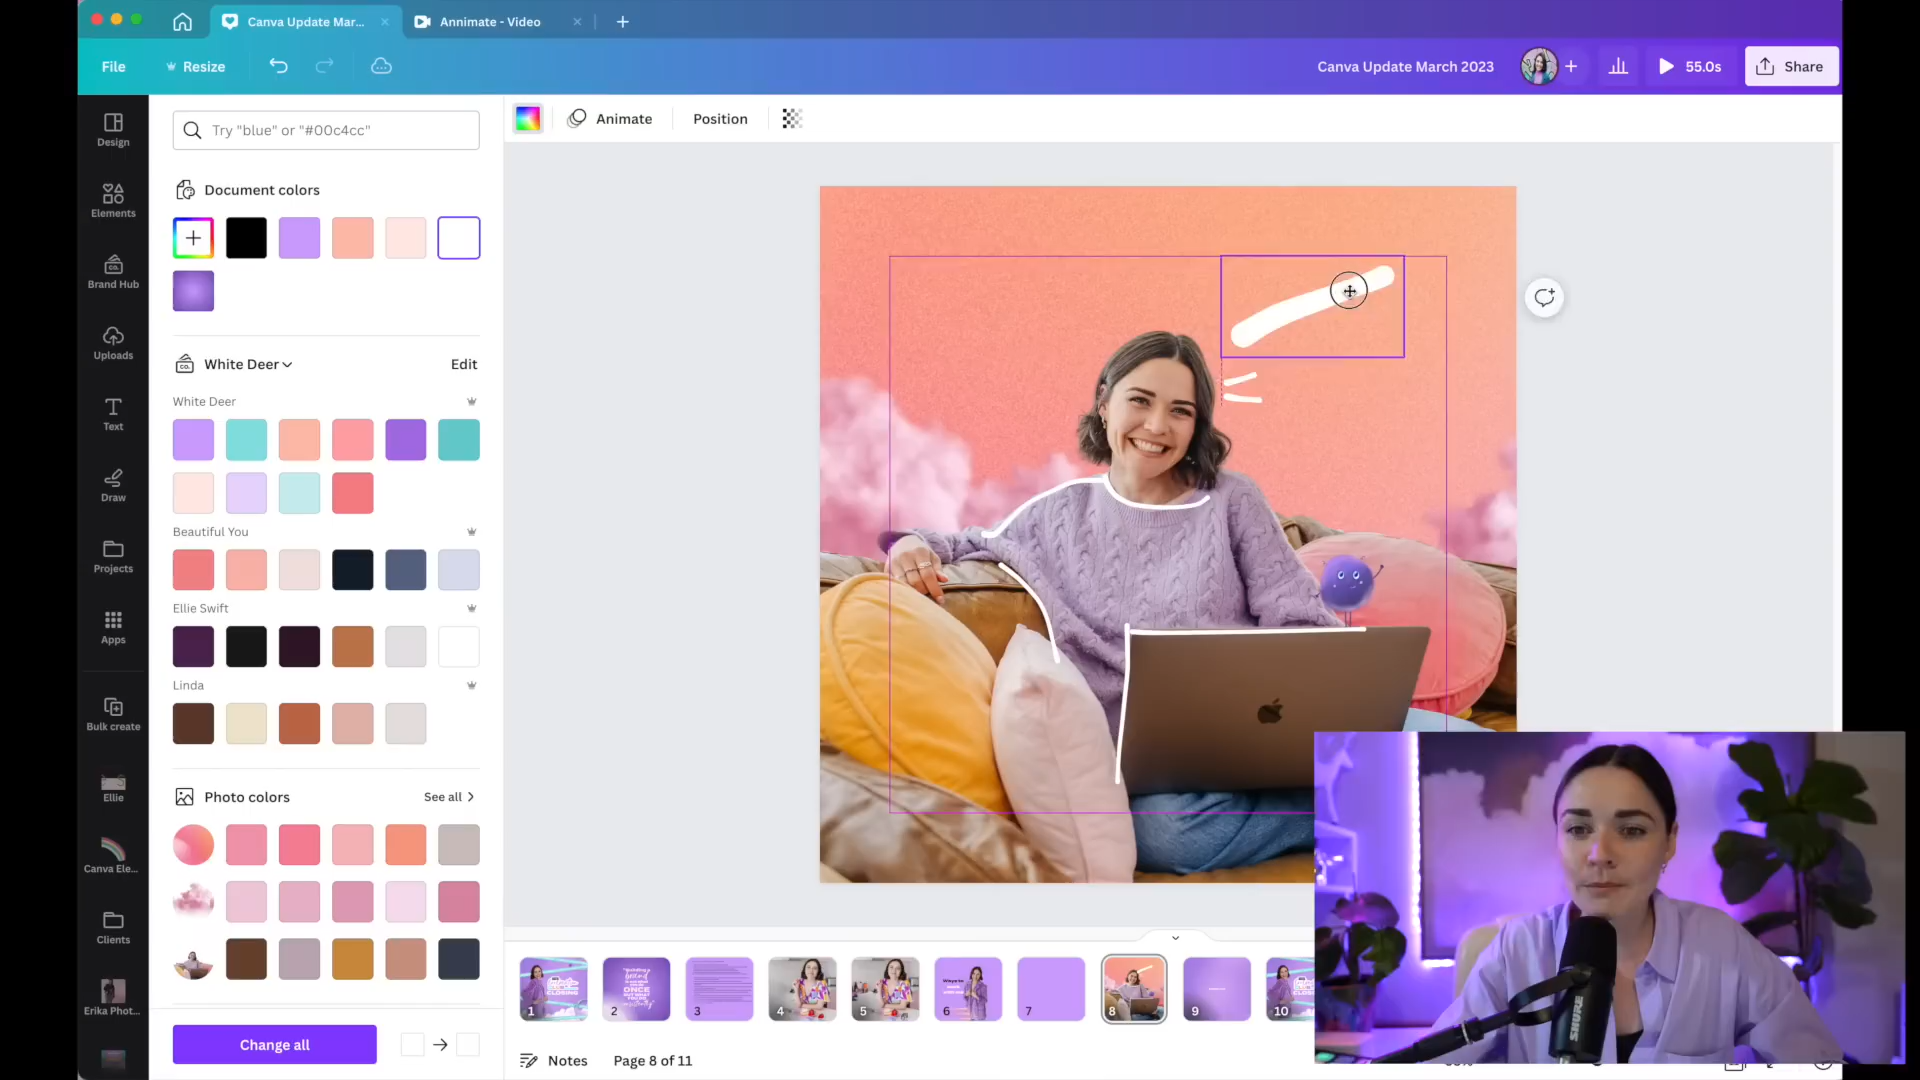 Canva Update Mar...
Annimate - Video
File
Resize
Canva Update March 2023
55.0s
Share
Design
Elements
Brand Hub
Uploads
Text
Draw
Projects
Apps
Bulk create
Ellie
Canva Ele...
Clients
Erika Phot...
Try "blue" or "#00c4cc"
Document colors
White Deer
Edit
White Deer
Beautiful You
Ellie Swift
Linda
Photo colors
See all
Change all
Animate
Position
1
2
3
4
5
6
7
8
9
10
Notes
Page 8 of 11
SHURE